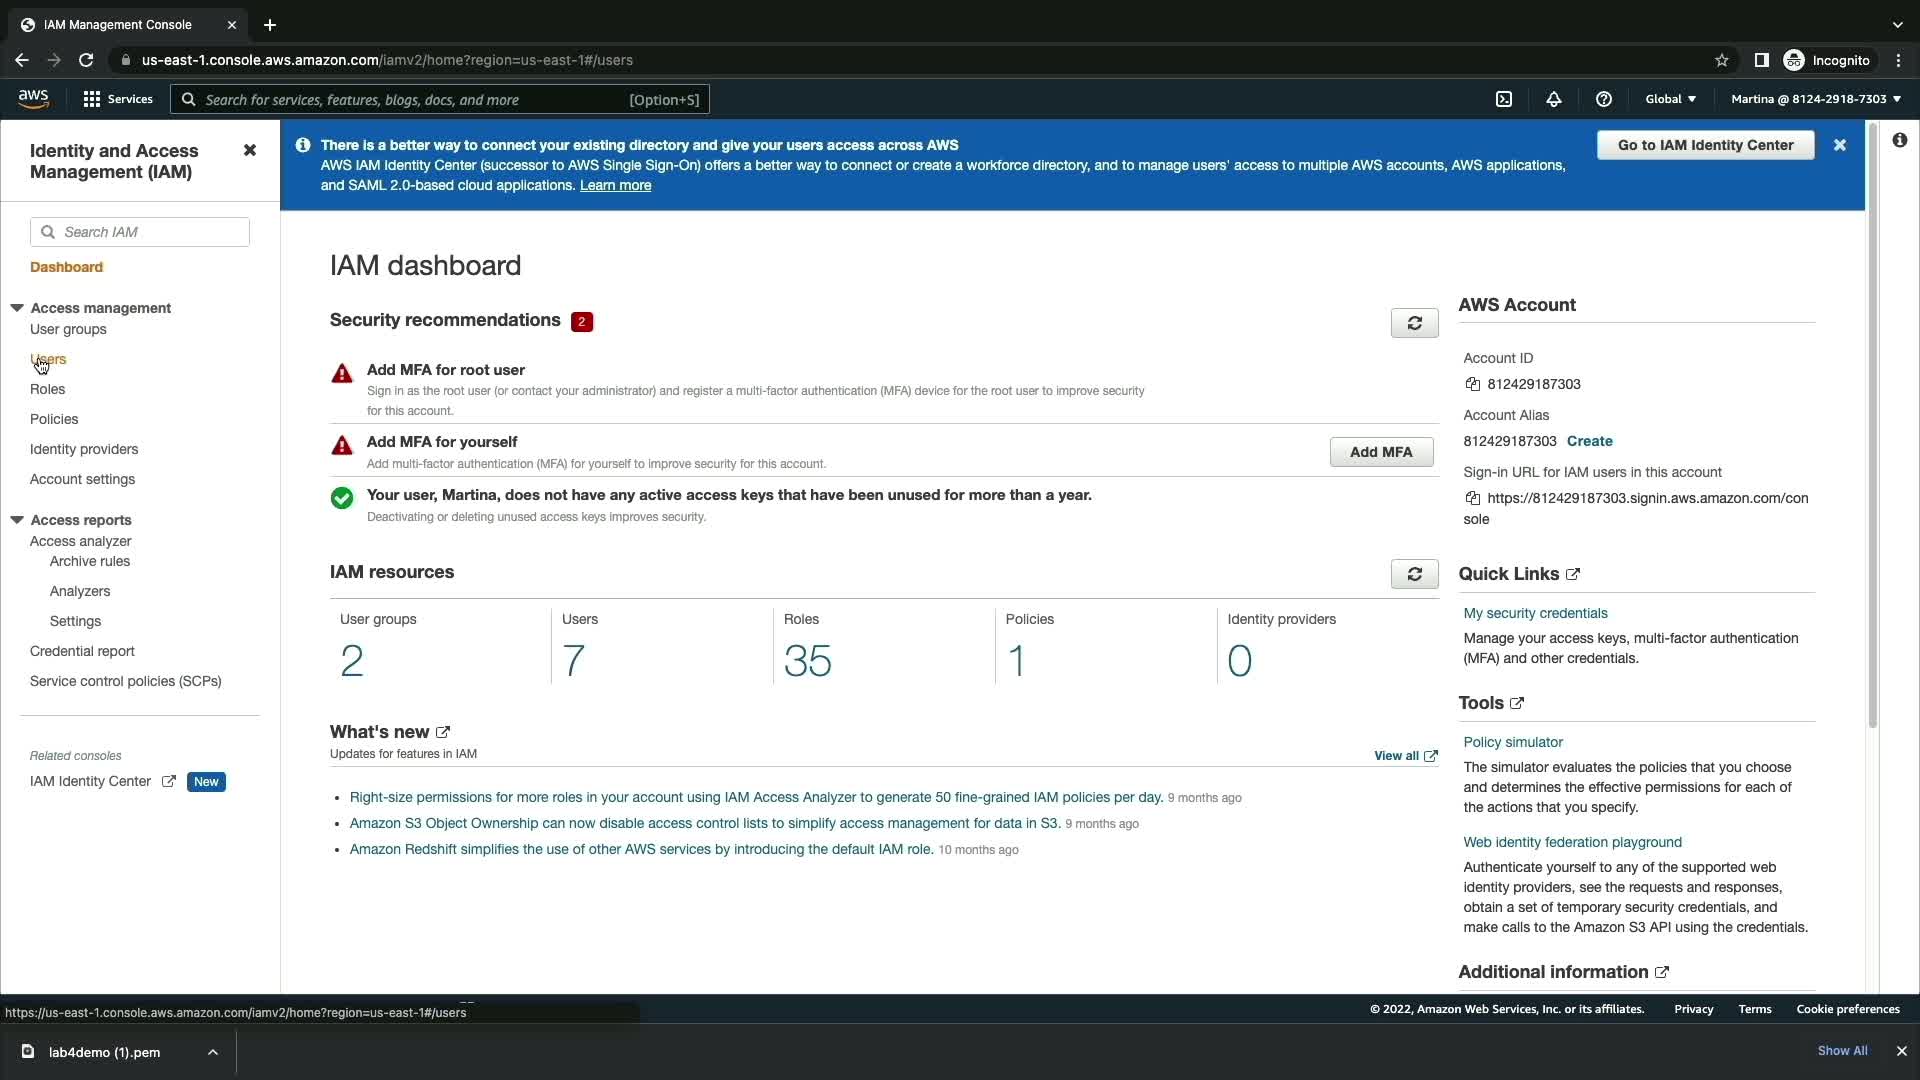 IAM Management Console
us-east-1.console.aws.amazon.com/iamv2/home?region=us-east-1#/users
Incognito
aws
Services
Search for services, features, blogs, docs, and more
[Option+S]
Global
Martina @ 8124-2918-7303
Identity and Access
Management (IAM)
Search IAM
Dashboard
Access management
User groups
Users
Roles
Policies
Identity providers
Account settings
Access reports
Access analyzer
Archive rules
Analyzers
Settings
Credential report
Service control policies (SCPs)
Related consoles
IAM Identity Center
New
There is a better way to connect your existing directory and give your users access across AWS
AWS IAM Identity Center (successor to AWS Single Sign-On) offers a better way to connect or create a workforce directory, and to manage users' access to multiple AWS accounts, AWS applications,
and SAML 2.0-based cloud applications. Learn more
Go to IAM Identity Center
IAM dashboard
Security recommendations 2
Add MFA for root user
Sign in as the root user (or contact your administrator) and register a multi-factor authentication (MFA) device for the root user to improve security
for this account.
Add MFA for yourself
Add multi-factor authentication (MFA) for yourself to improve security for this account.
Add MFA
Your user, Martina, does not have any active access keys that have been unused for more than a year.
Deactivating or deleting unused access keys improves security.
IAM resources
User groups
Users
Roles
Policies
Identity providers
2
7
35
1
0
What's new
Updates for features in IAM
View all
Right-size permissions for more roles in your account using IAM Access Analyzer to generate 50 fine-grained IAM policies per day. 9 months ago
Amazon S3 Object Ownership can now disable access control lists to simplify access management for data in S3. 9 months ago
Amazon Redshift simplifies the use of other AWS services by introducing the default IAM role. 10 months ago
AWS Account
Account ID
812429187303
Account Alias
812429187303 Create
Sign-in URL for IAM users in this account
https://812429187303.signin.aws.amazon.com/con
sole
Quick Links
My security credentials
Manage your access keys, multi-factor authentication
(MFA) and other credentials.
Tools
Policy simulator
The simulator evaluates the policies that you choose
and determines the effective permissions for each of
the actions that you specify.
Web identity federation playground
Authenticate yourself to any of the supported web
identity providers, see the requests and responses,
obtain a set of temporary security credentials, and
make calls to the Amazon S3 API using the credentials.
Additional information
https://us-east-1.console.aws.amazon.com/iamv2/home?region=us-east-1#/users
© 2022, Amazon Web Services, Inc. or its affiliates.
Privacy
Terms
Cookie preferences
lab4demo (1).pem
Show All